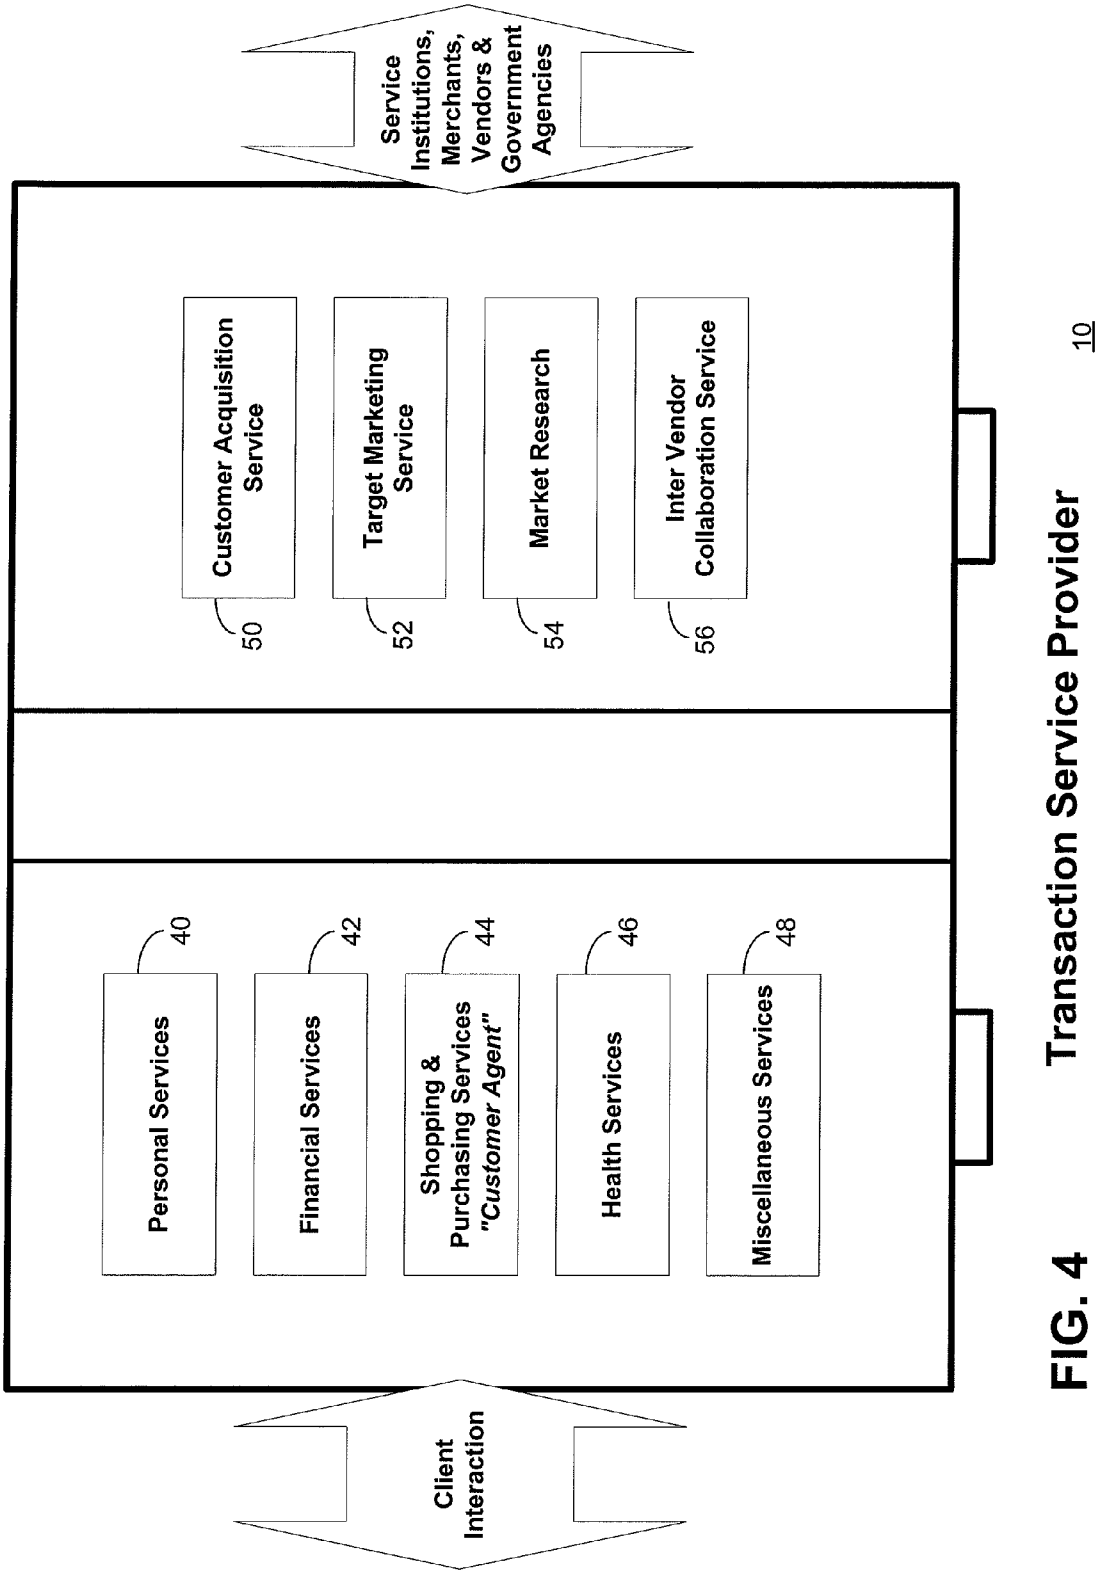 Client
Interaction
Personal Services
40
Financial Services
42
Shopping &
Purchasing Services
"Customer Agent"
44
Health Services
46
Miscellaneous Services
48
Customer Acquisition
Service
50
Target Marketing
Service
52
Market Research
54
Inter Vendor
Collaboration Service
56
Service
Institutions,
Merchants,
Vendors &
Government
Agencies
FIG. 4
Transaction Service Provider
10